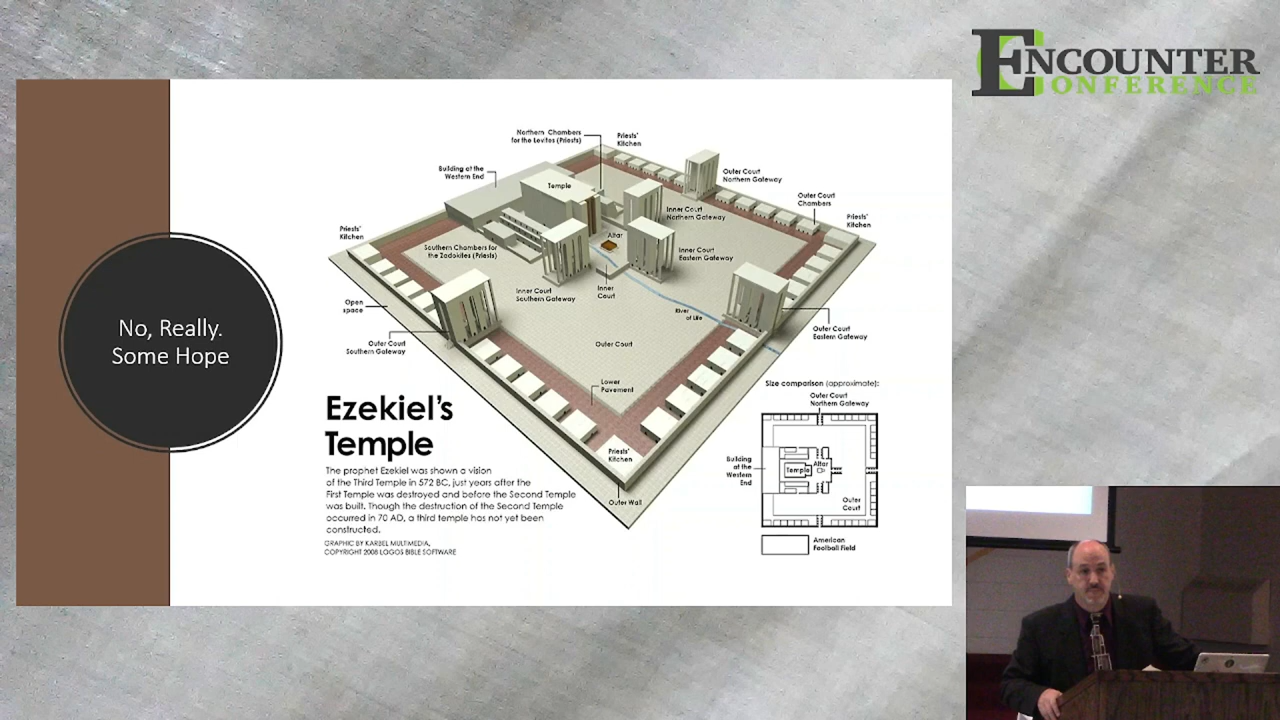 ENCOUNTER
CONFERENCE
No, Really.
Some Hope
Northern Chambers
for the Levites (Priests)
Priests'
Kitchen
Building at the
Western End
Temple
Outer Court
Northern Gateway
Outer Court
Chambers
Priests'
Kitchen
Inner Court
Northern Gateway
Priests'
Kitchen
Altar
Southern Chambers for
the Zadokites (Priests)
Inner Court
Eastern Gateway
Inner Court
Southern Gateway
Inner
Court
Open
space
River
of Life
Outer Court
Southern Gateway
Outer Court
Eastern Gateway
Outer Court
Lower
Pavement
Priests'
Kitchen
Outer Wall
Ezekiel's
Temple
The prophet Ezekiel was shown a vision
of the Third Temple in 572 BC, just years after the
First Temple was destroyed and before the Second Temple
was built. Though the destruction of the Second Temple
occurred in 70 AD, a third temple has not yet been
constructed.
GRAPHIC BY KARBEL MULTIMEDIA,
COPYRIGHT 2008 LOGOS BIBLE SOFTWARE
Size comparison (approximate):
Outer Court
Northern Gateway
Building
at the
Western
End
Temple
Altar
Outer
Court
American
Football Field